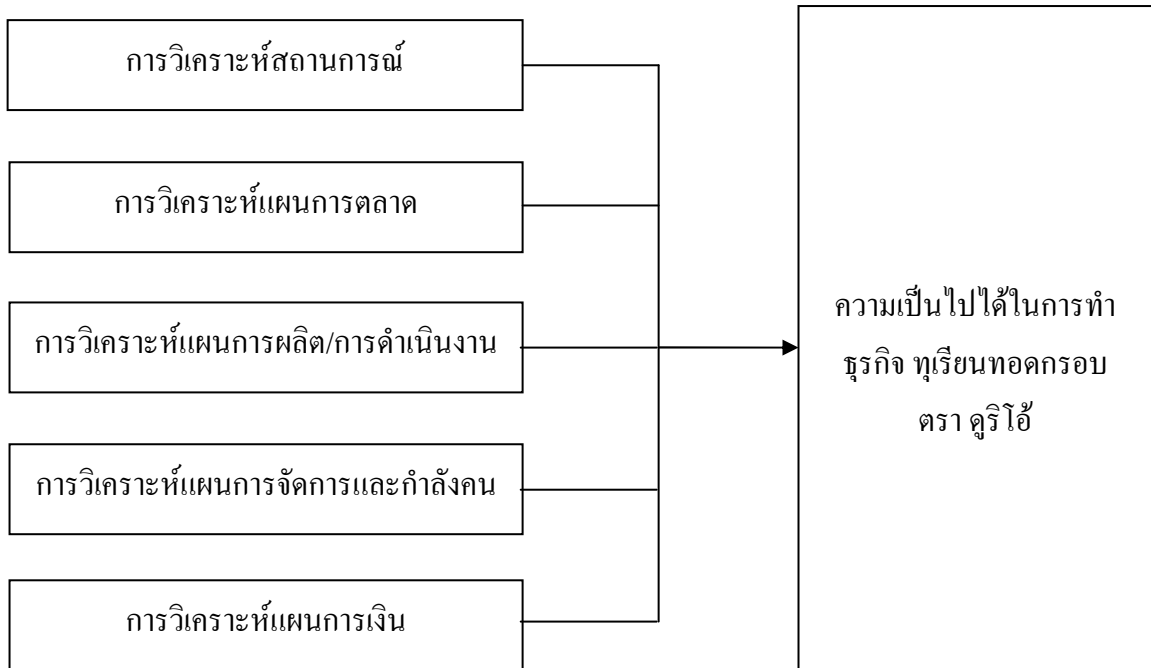 การวิเคราะห์สถานการณ์
การวิเคราะห์แผนการตลาด
การวิเคราะห์แผนการผลิต/การดำเนินงาน
การวิเคราะห์แผนการจัดการและกำลังคน
การวิเคราะห์แผนการเงิน
ความเป็นไปได้ในการทำ
ธุรกิจ ทุเรียนทอดกรอบ
ตรา ดูริโอ้